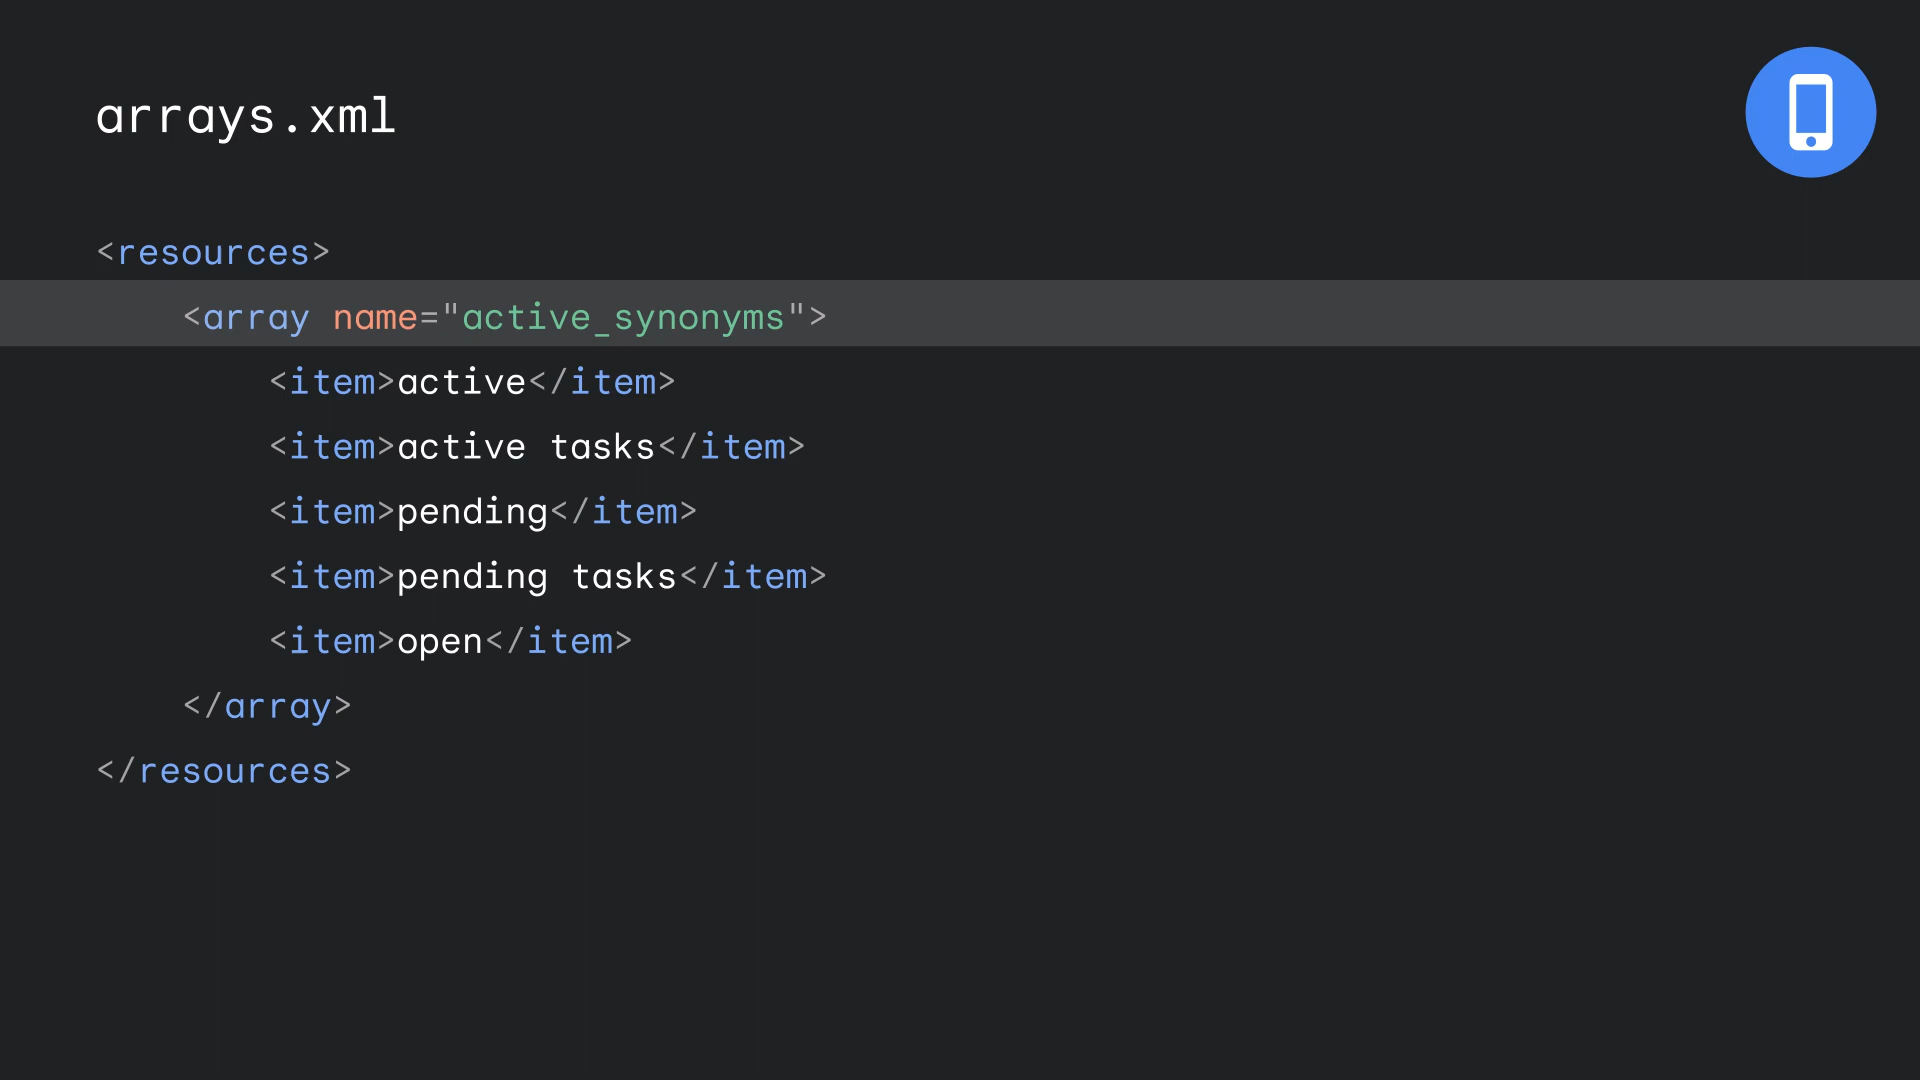 arrays.xml
<resources>
    <array name="active_synonyms">
        <item>active</item>
        <item>active tasks</item>
        <item>pending</item>
        <item>pending tasks</item>
        <item>open</item>
    </array>
</resources>